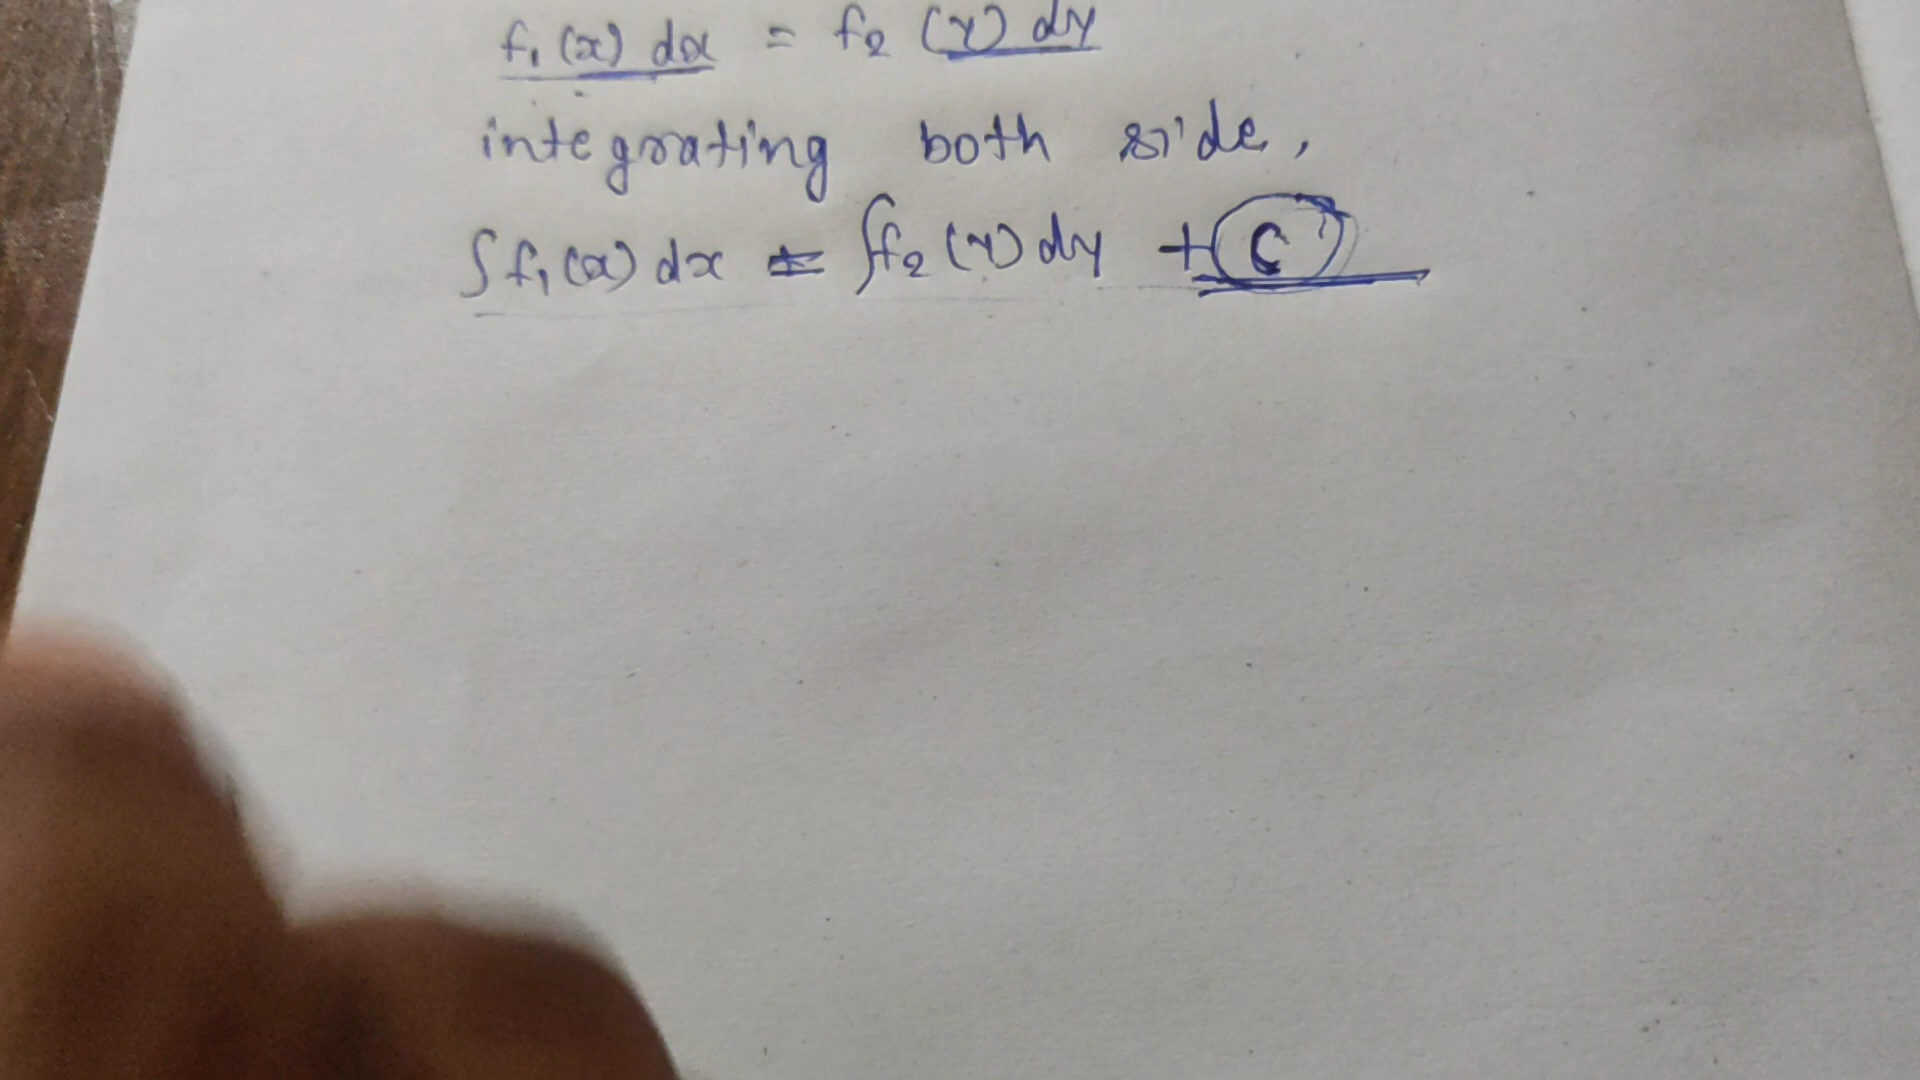 f₁ (x) dx = f₂ (y) dy
integrating both side,
∫ f₁ (x) dx = ∫f₂ (y) dy + C